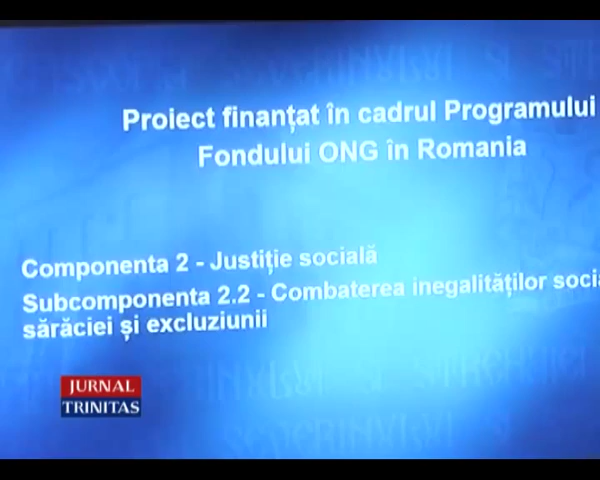 Proiect finanțat în cadrul Programului
Fondului ONG în Romania
Componenta 2 - Justiție socială
Subcomponenta 2.2 - Combaterea inegalităților
sărăciei și excluziunii
JURNAL
TRINITAS